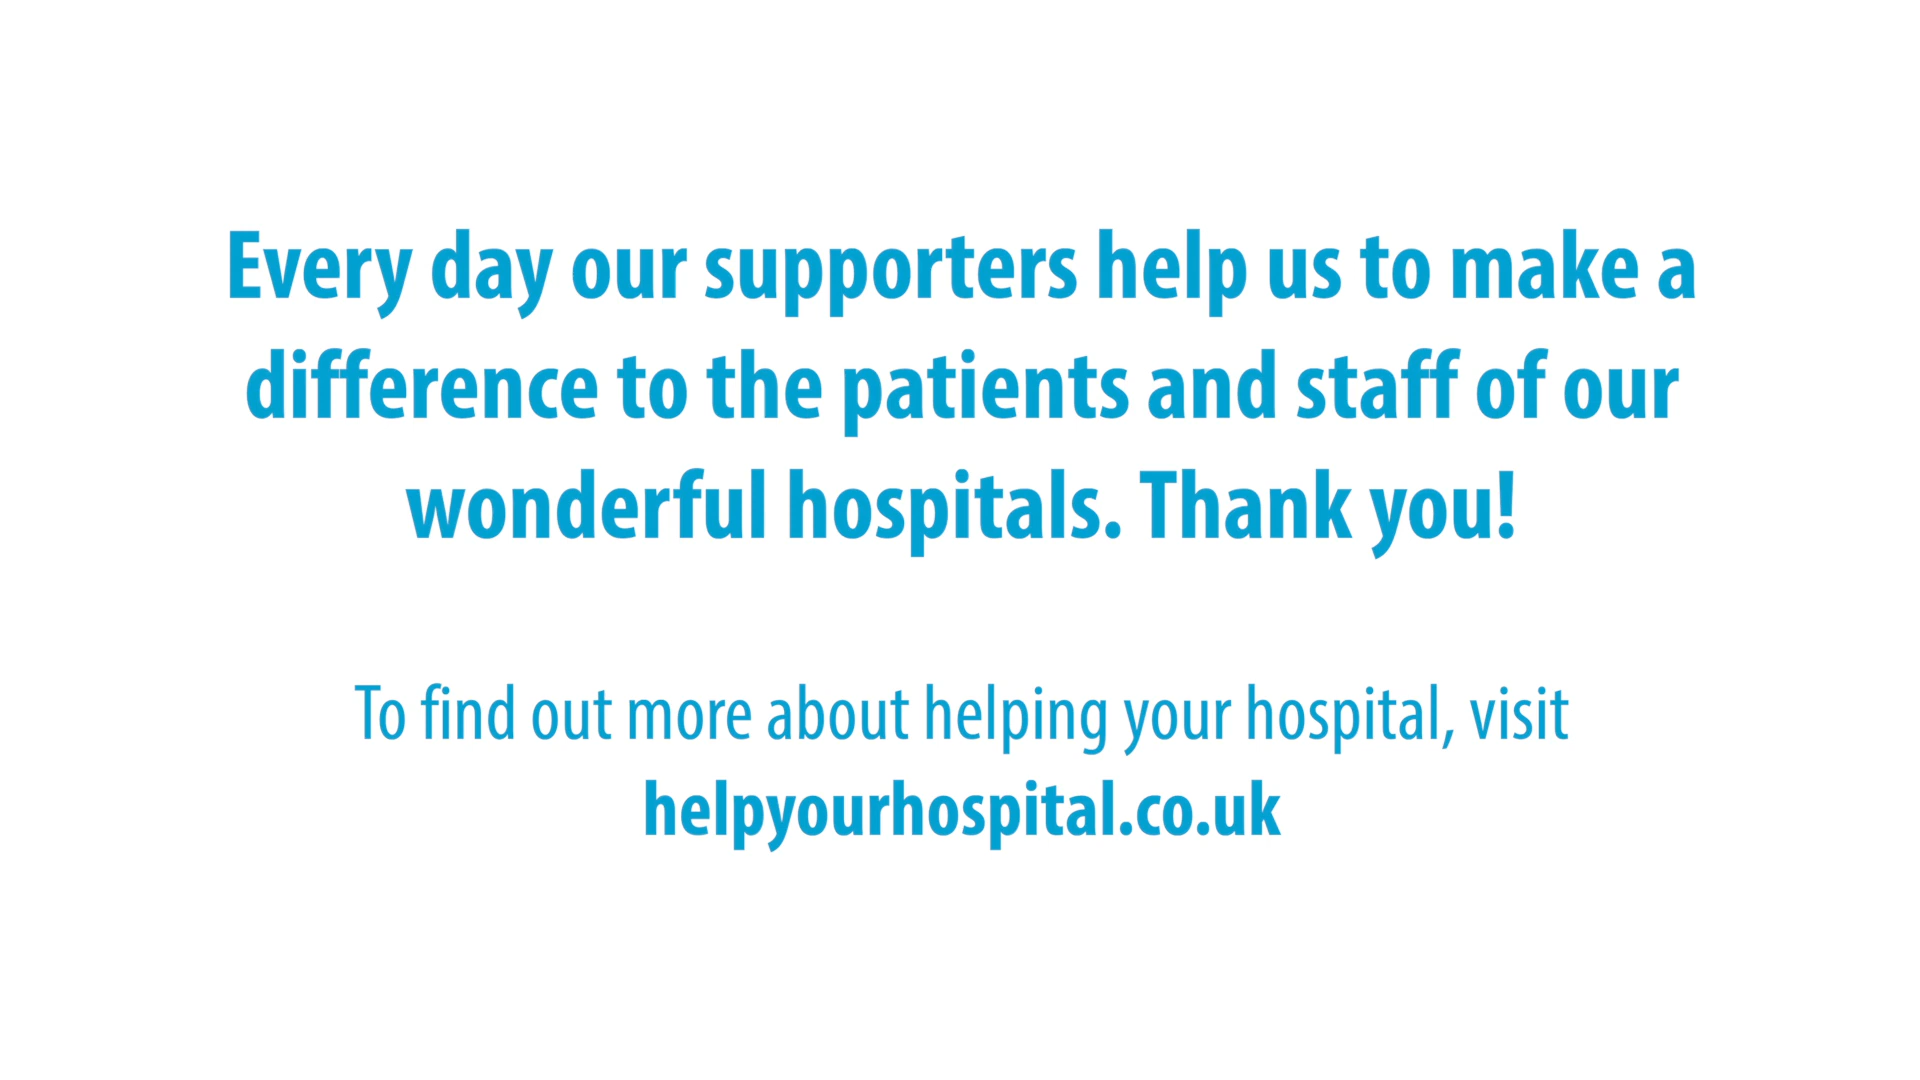 Every day our supporters help us to make a
difference to the patients and staff of our
wonderful hospitals. Thank you!
To find out more about helping your hospital, visit
helpyourhospital.co.uk